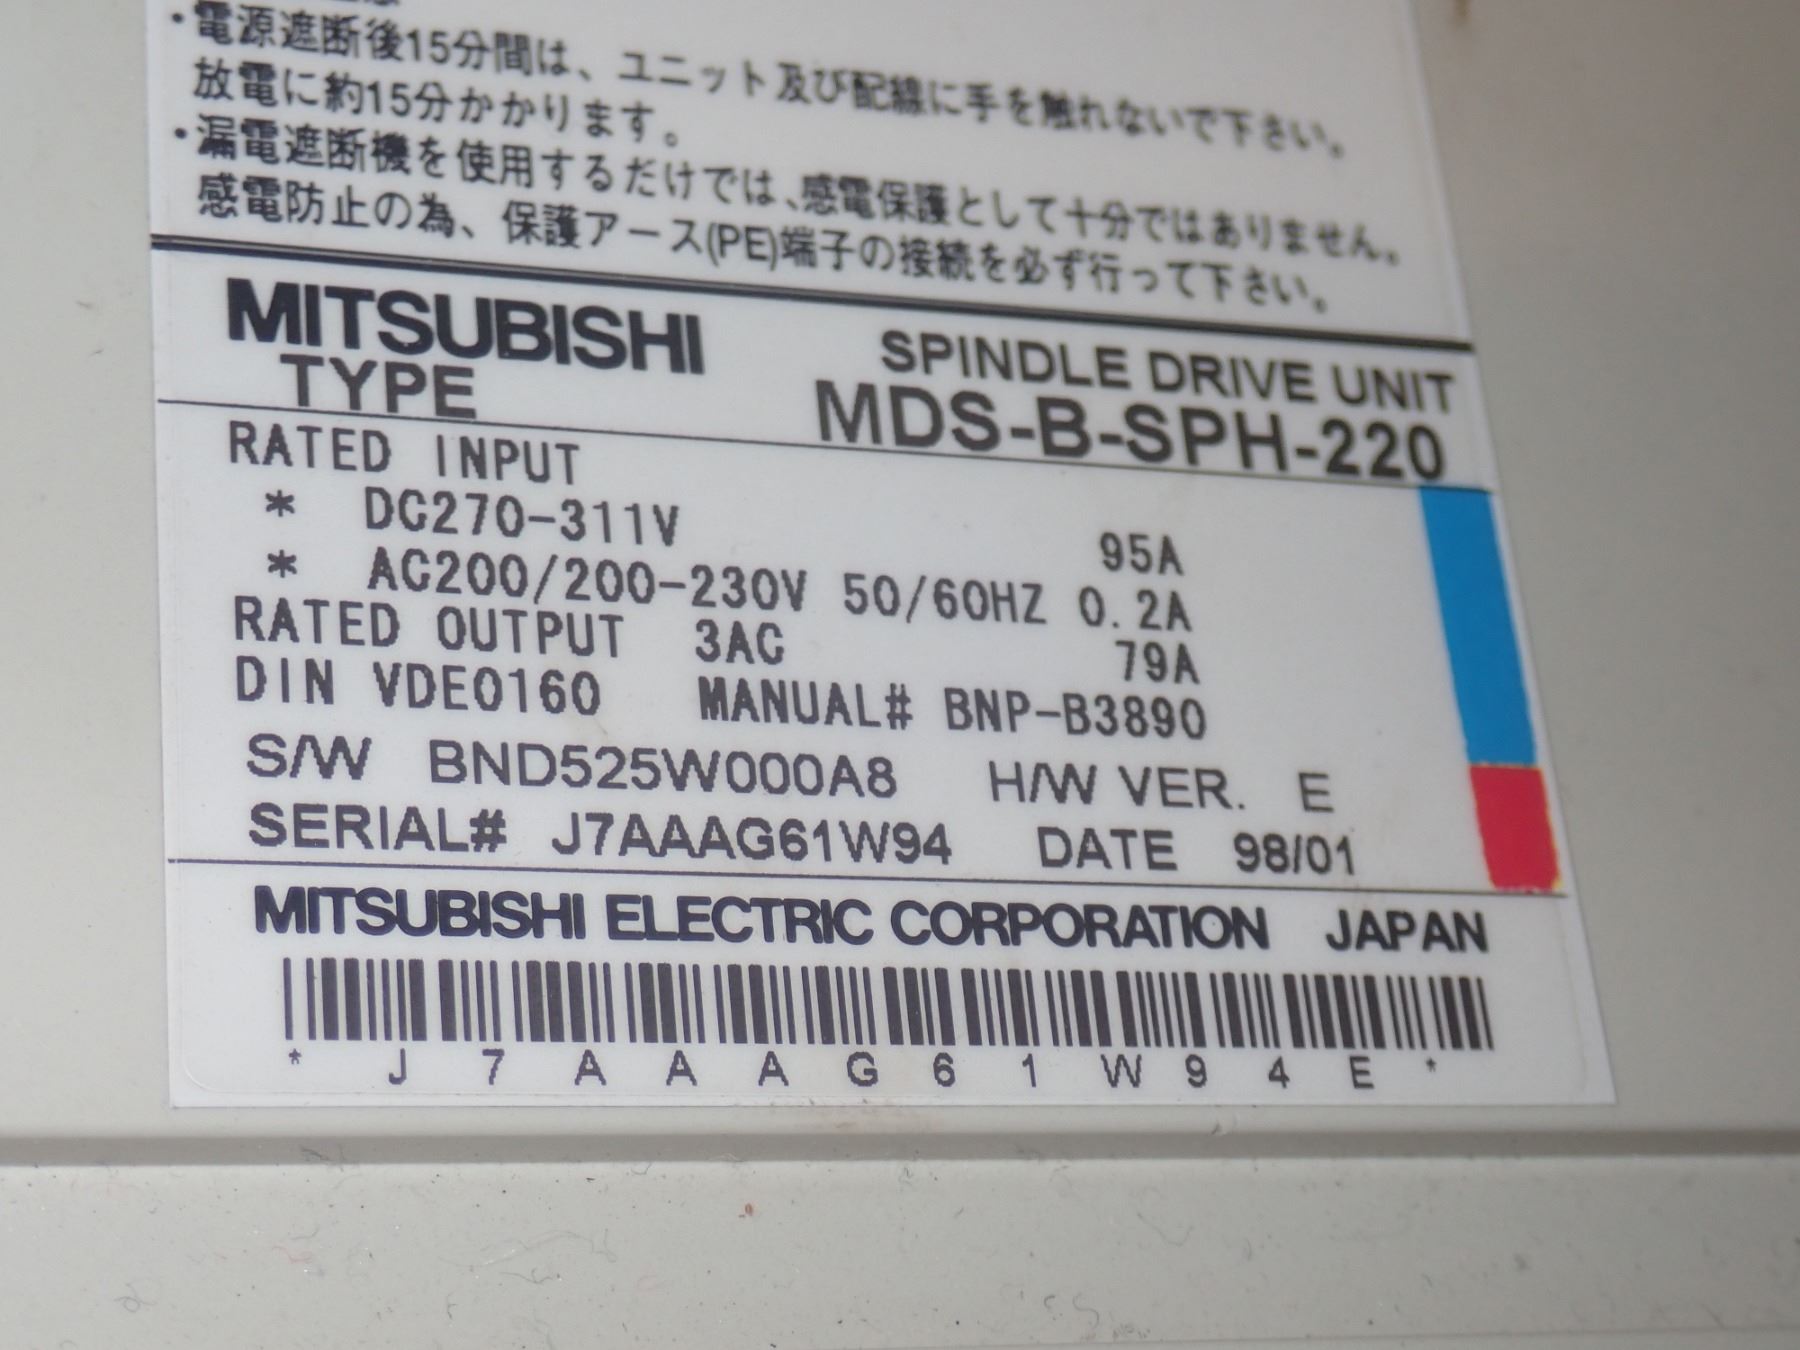 ・電源遮断後15分間は、ユニット及び配線に手を触れないで下さい。
放電に約15分かかります。
・漏電遮断機を使用するだけでは、感電保護として十分ではありません。
感電防止の為、保護アース(PE)端子の接続を必ず行って下さい。
MITSUBISHI SPINDLE DRIVE UNIT
TYPE MDS-B-SPH-220
RATED INPUT
* DC270-311V 95A
* AC200/200-230V 50/60HZ 0.2A
RATED OUTPUT 3AC 79A
DIN VDE0160 MANUAL# BNP-B3890
S/W BND525W000A8 H/W VER. E
SERIAL# J7AAAG61W94 DATE 98/01
MITSUBISHI ELECTRIC CORPORATION JAPAN
* J 7 A A A G 6 1 W 9 4 E *